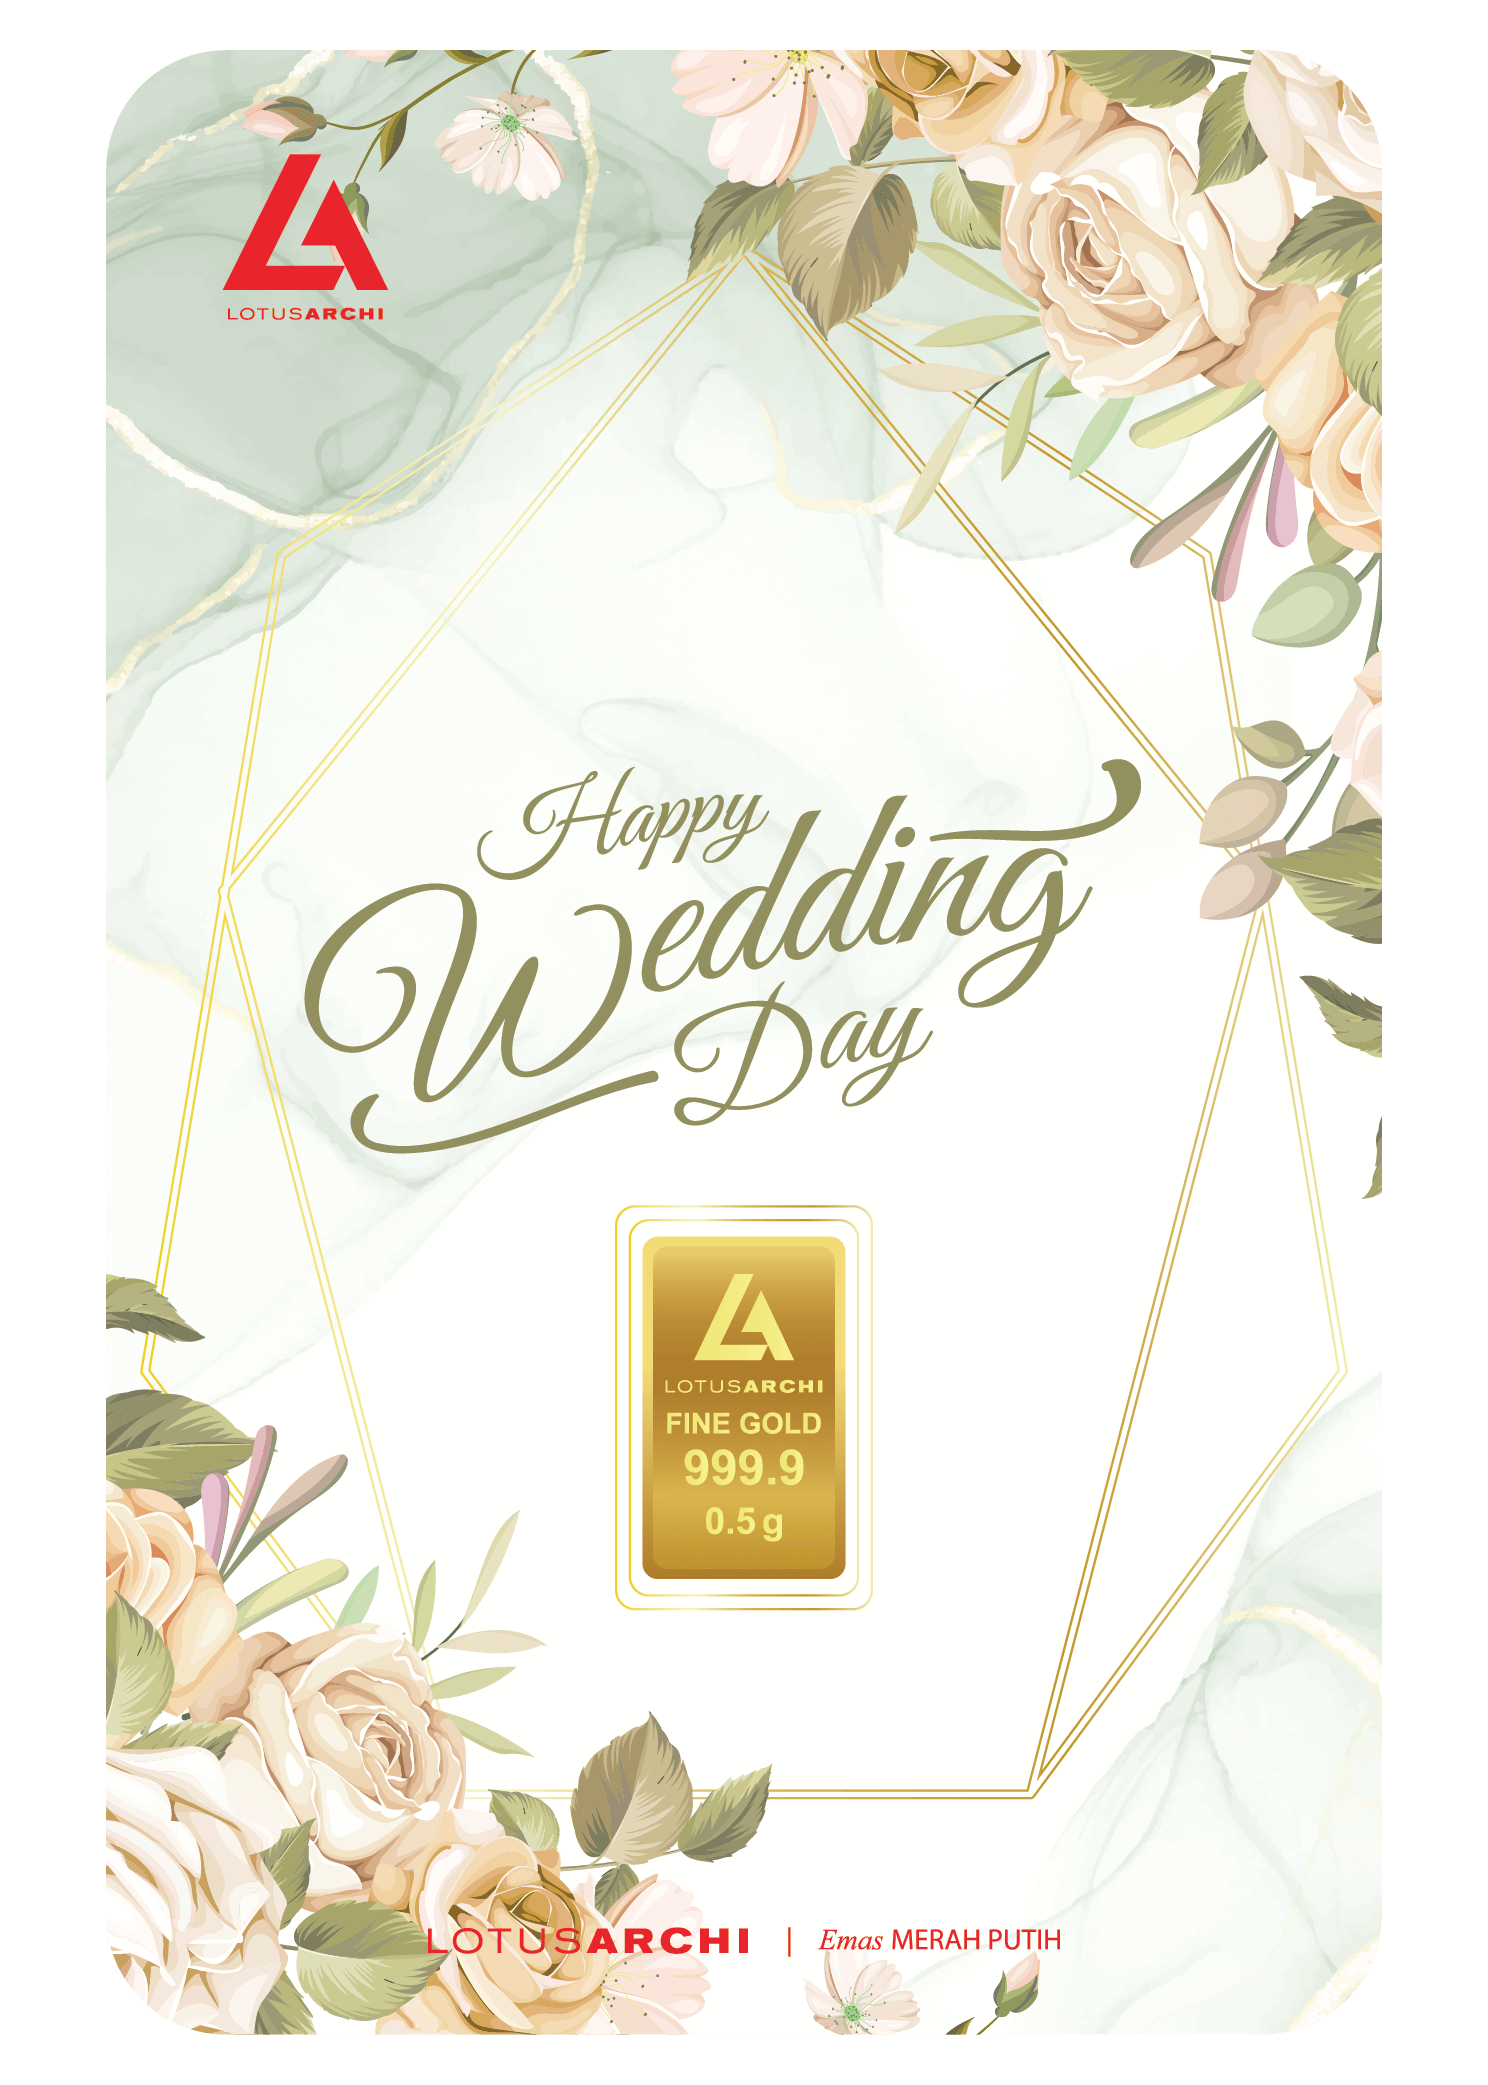 LOTUSARCHI
Happy
Wedding
Day
LOTUSARCHI
FINE GOLD
999.9
0.5 g
LOTUSARCHI | Emas MERAH PUTIH